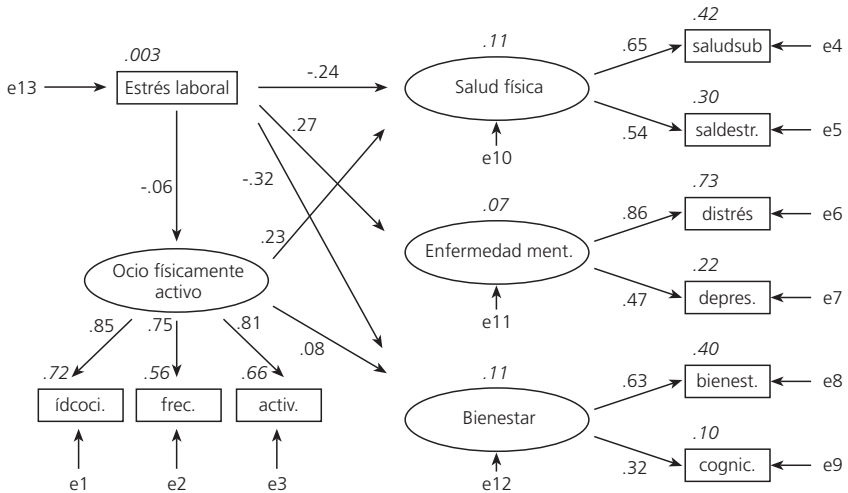 .42
.003
.11
.65
saludsub
e4
e13
Estrés laboral
-.24
Salud física
.30
.27
.54
saldestr.
e5
e10
-.32
.73
-.06
.07
.86
distrés
e6
.23
Enfermedad ment.
.22
Ocio físicamente
activo
.47
depres.
e7
e11
.85
.75
.81
.08
.40
.72
.56
.66
.11
.63
bienest.
e8
ídcoci.
frec.
activ.
Bienestar
.10
.32
cognic.
e9
e1
e2
e3
e12